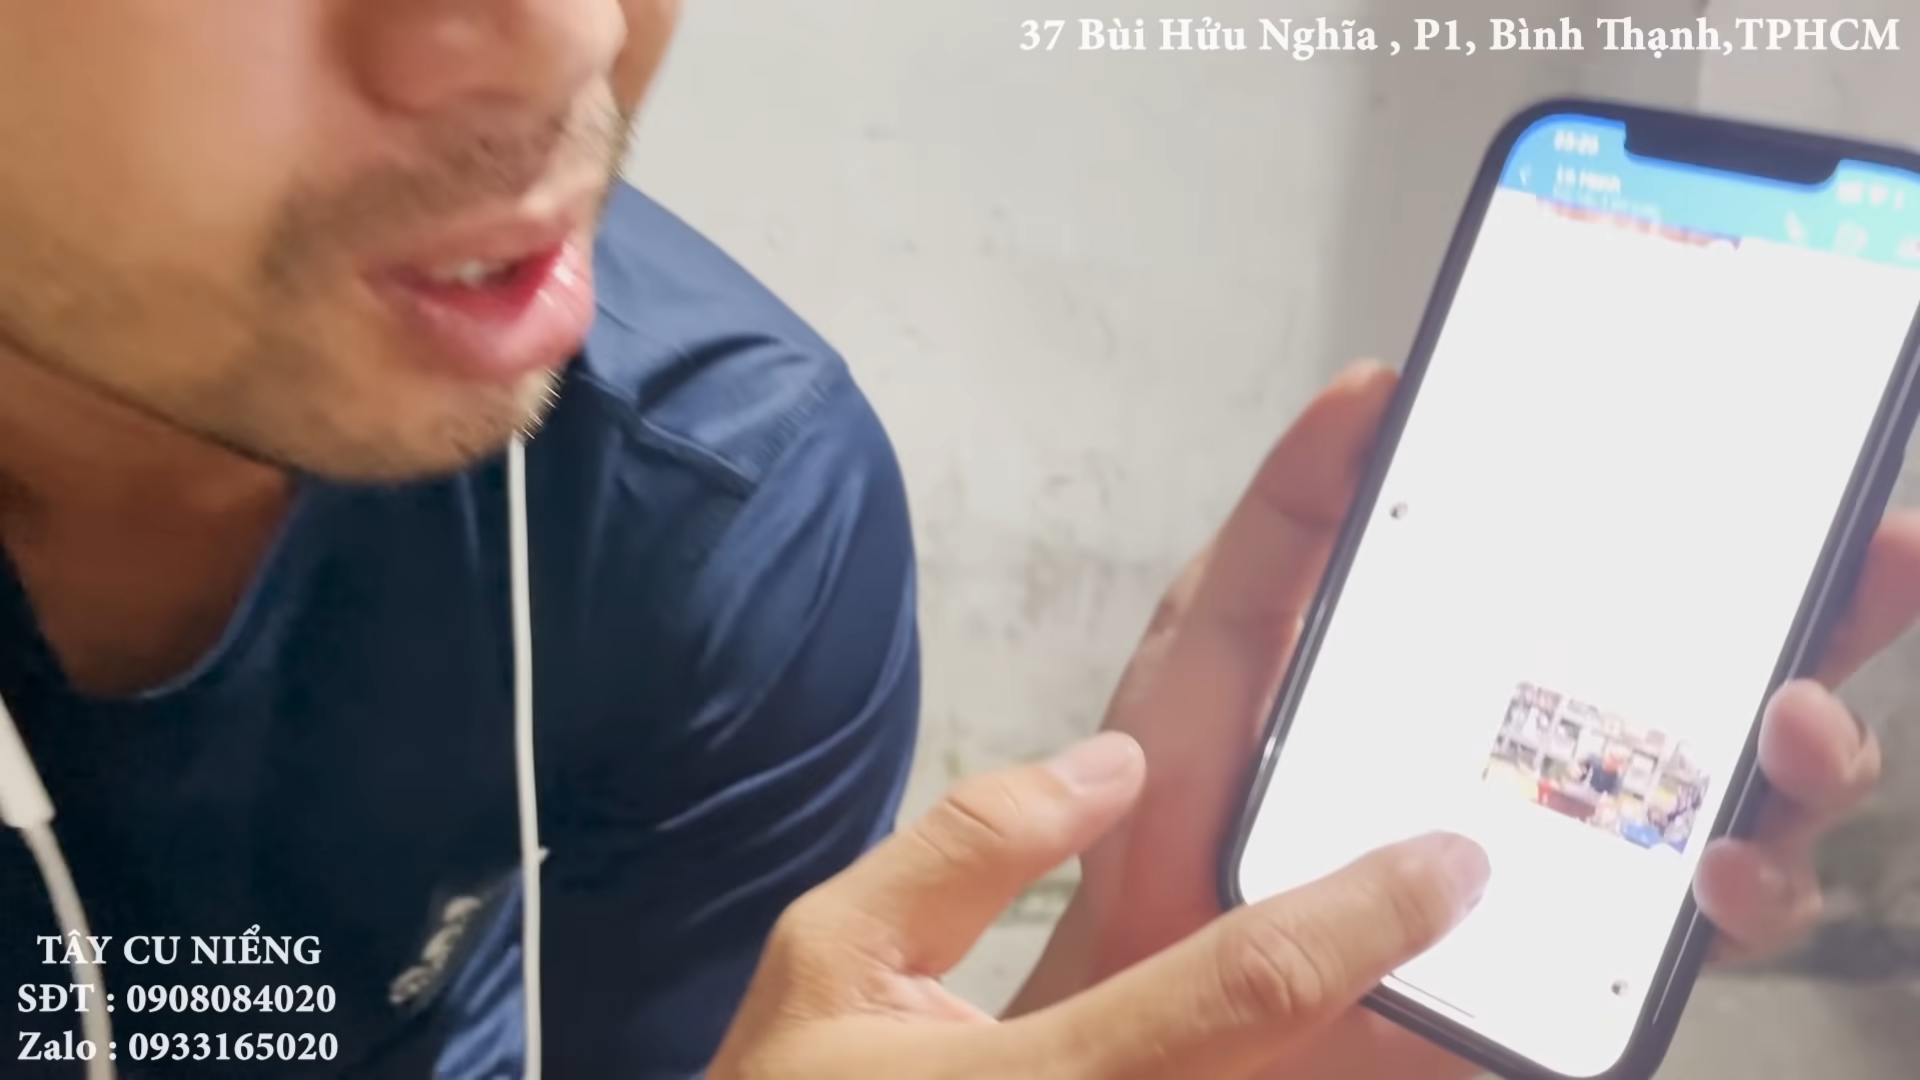 37 Bùi Hửu Nghĩa , P1, Bình Thạnh,TPHCM
TÂY CU NIỂNG
SĐT : 0908084020
Zalo : 0933165020